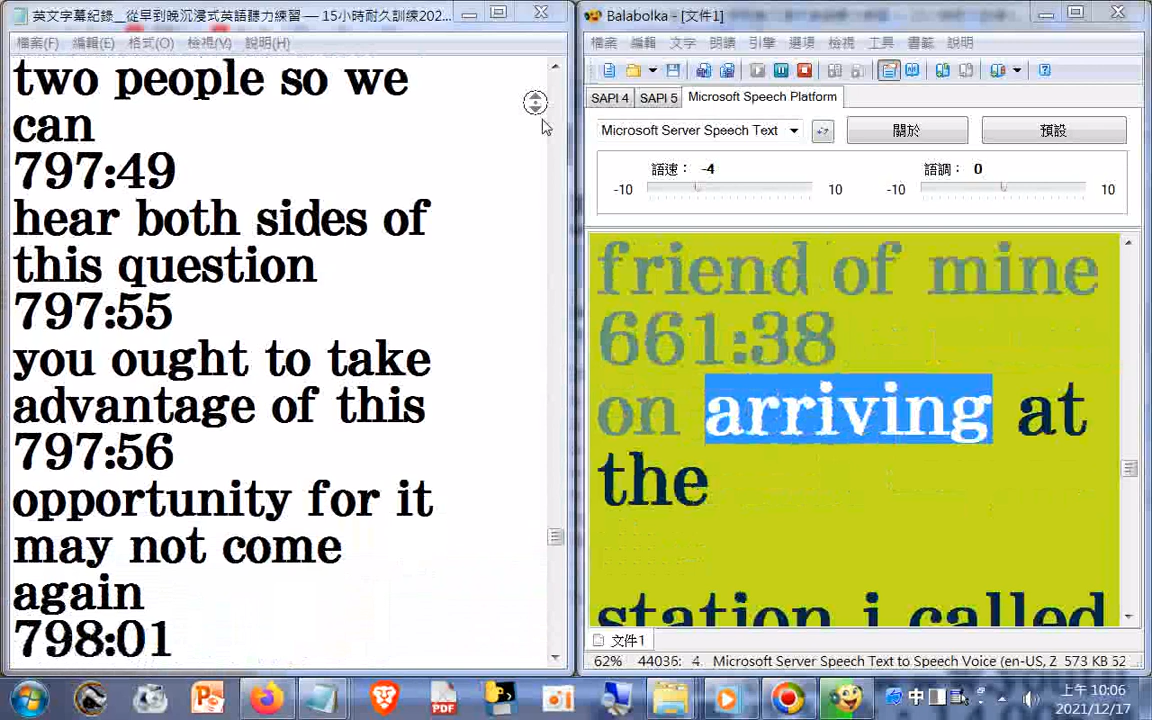 英文字幕紀錄__從早到晚沉浸式英語聽力練習 — 15小時耐久訓練202...
檔案(F) 編輯(E) 格式(O) 檢視(V) 說明(H)
two people so we
can
797:49
hear both sides of
this question
797:55
you ought to take
advantage of this
797:56
opportunity for it
may not come
again
798:01
Balabolka - [文件1]
檔案 編輯 文字 朗讀 引擎 選項 檢視 工具 書籤 說明
SAPI 4 SAPI 5 Microsoft Speech Platform
Microsoft Server Speech Text 關於 預設
語速: -4 語調: 0
-10 10 -10 10
friend of mine
661:38
on arriving at
the
station i called
文件1
62% 44036: 4. Microsoft Server Speech Text to Speech Voice (en-US, Z 573 KB 52
PDF 中 上午 10:06
2021/12/17